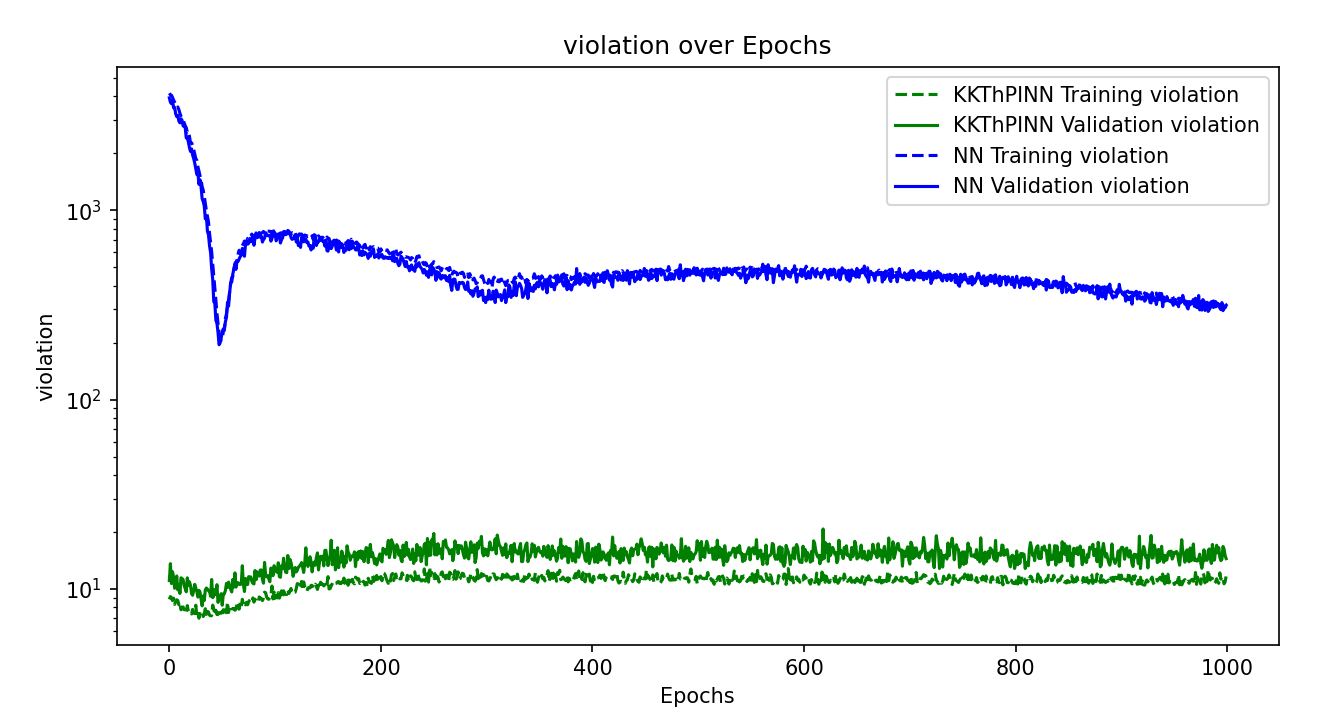 violation over Epochs
KKThPINN Training violation
KKThPINN Validation violation
NN Training violation
NN Validation violation
violation
10³
10²
10¹
0 200 400 600 800 1000
Epochs